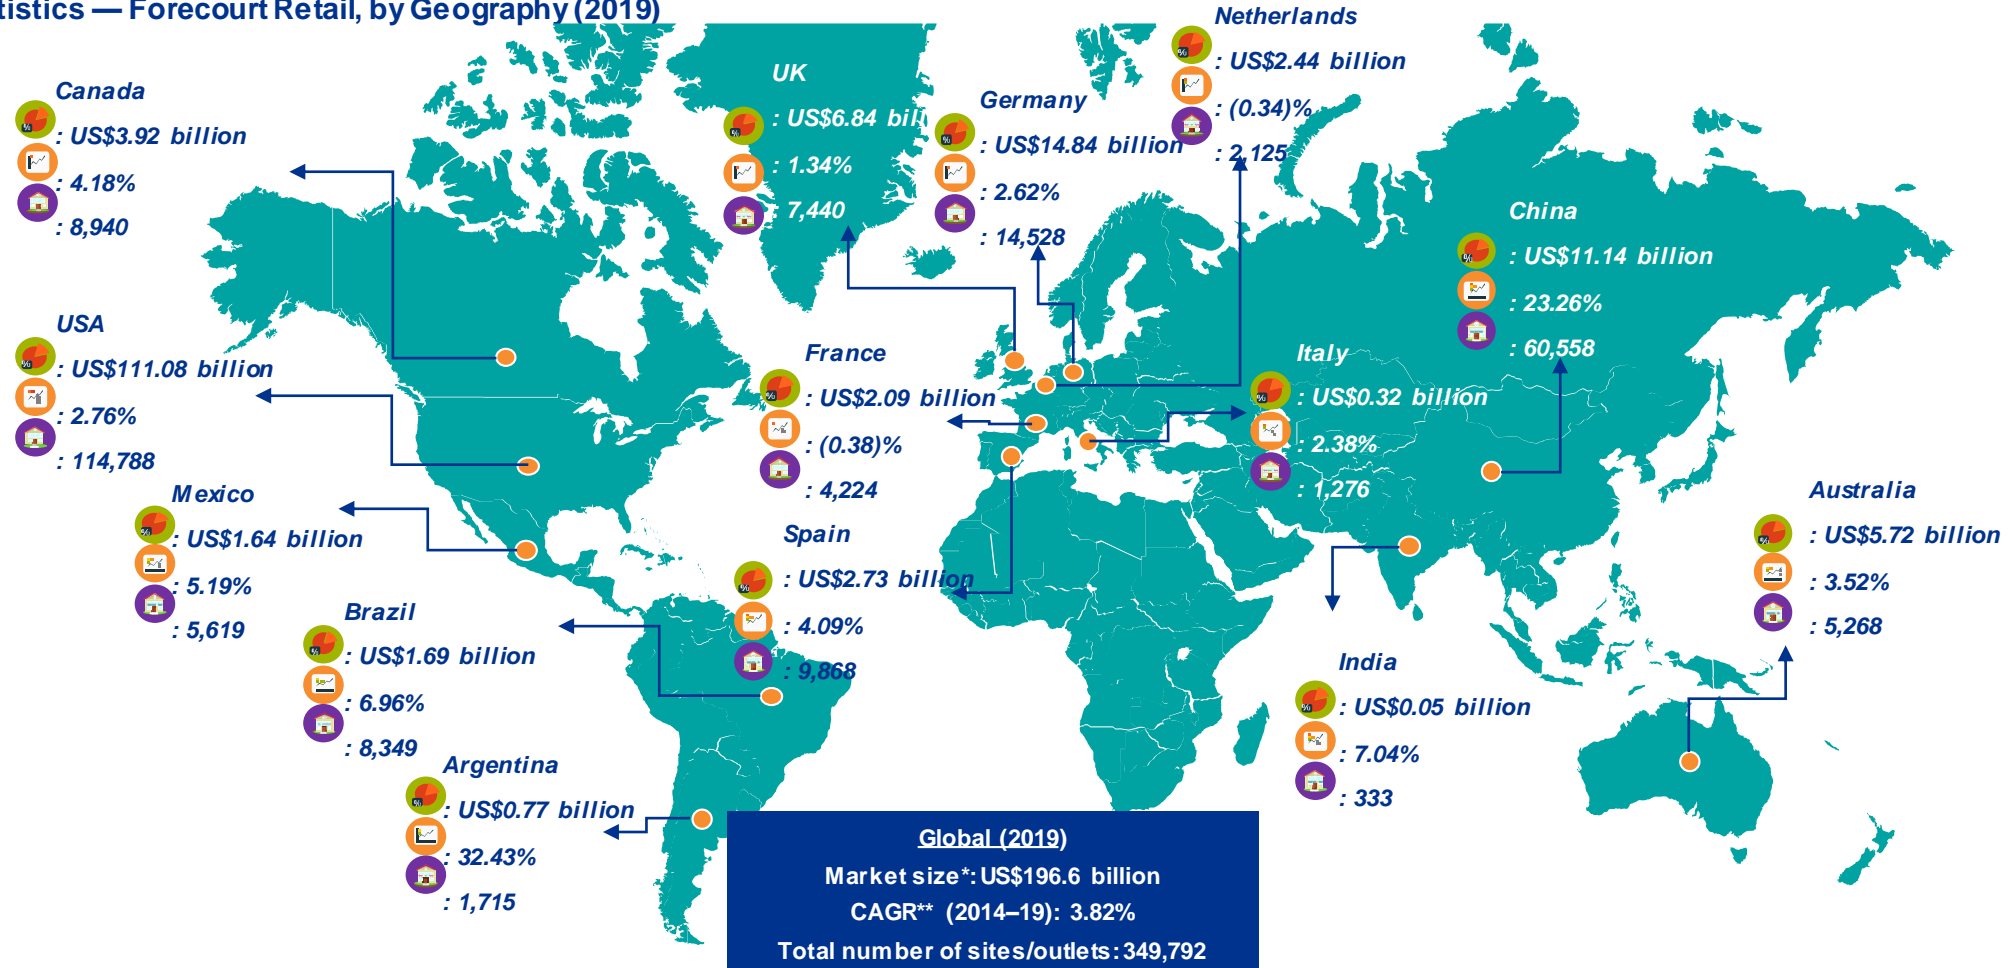 — Forecourt Retail, by Geography (2019)
Canada
: US$3.92 billion
: 4.18%
: 8,940
USA
: US$111.08 billion
: 2.76%
: 114,788
Mexico
: US$1.64 billion
: 5.19%
: 5,619
Brazil
: US$1.69 billion
: 6.96%
: 8,349
Argentina
: US$0.77 billion
: 32.43%
: 1,715
UK
: US$6.84 bill
: 1.34%
: 7,440
Germany
: US$14.84 billion
: 2.62%
: 14,528
Netherlands
: US$2.44 billion
: (0.34)%
: 2,125
France
: US$2.09 billion
: (0.38)%
: 4,224
Spain
: US$2.73 billion
: 4.09%
: 9,868
Italy
: US$0.32 billion
: 2.38%
: 1,276
China
: US$11.14 billion
: 23.26%
: 60,558
India
: US$0.05 billion
: 7.04%
: 333
Australia
: US$5.72 billion
: 3.52%
: 5,268
Global (2019)
Market size*: US$196.6 billion
CAGR** (2014–19): 3.82%
Total number of sites/outlets: 349,792